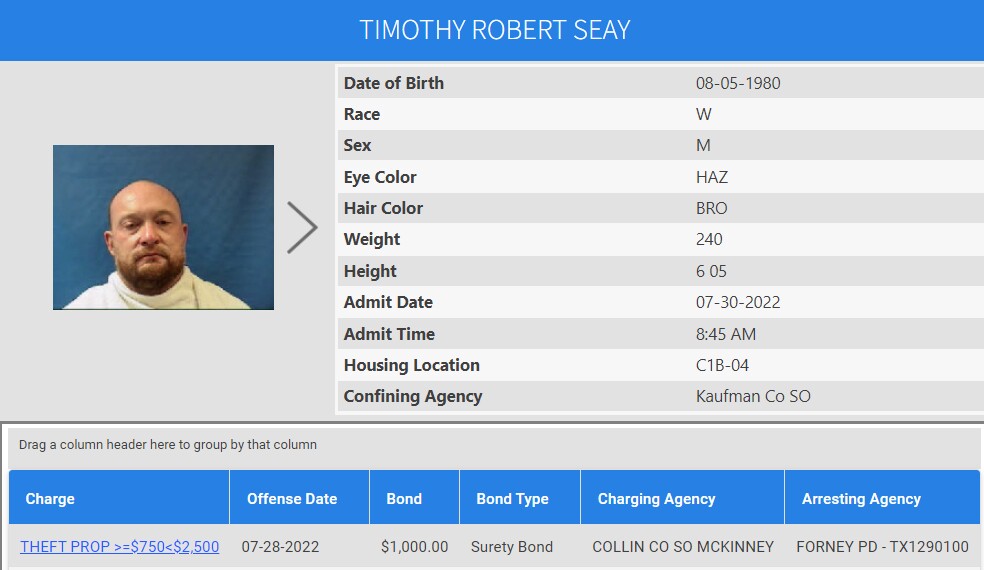 TIMOTHY ROBERT SEAY
Date of Birth 08-05-1980
Race W
Sex M
Eye Color HAZ
Hair Color BRO
Weight 240
Height 6 05
Admit Date 07-30-2022
Admit Time 8:45 AM
Housing Location C1B-04
Confining Agency Kaufman Co SO
Drag a column header here to group by that column
Charge Offense Date Bond Bond Type Charging Agency Arresting Agency
THEFT PROP >=$750<$2,500 07-28-2022 $1,000.00 Surety Bond COLLIN CO SO MCKINNEY FORNEY PD - TX1290100